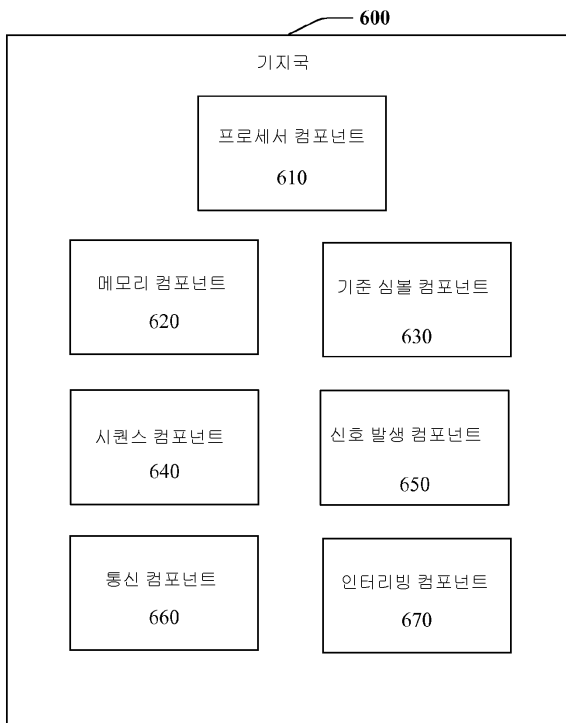 600
기지국
프로세서 컴포넌트
610
메모리 컴포넌트
620
기준 심볼 컴포넌트
630
시퀀스 컴포넌트
640
신호 발생 컴포넌트
650
통신 컴포넌트
660
인터리빙 컴포넌트
670